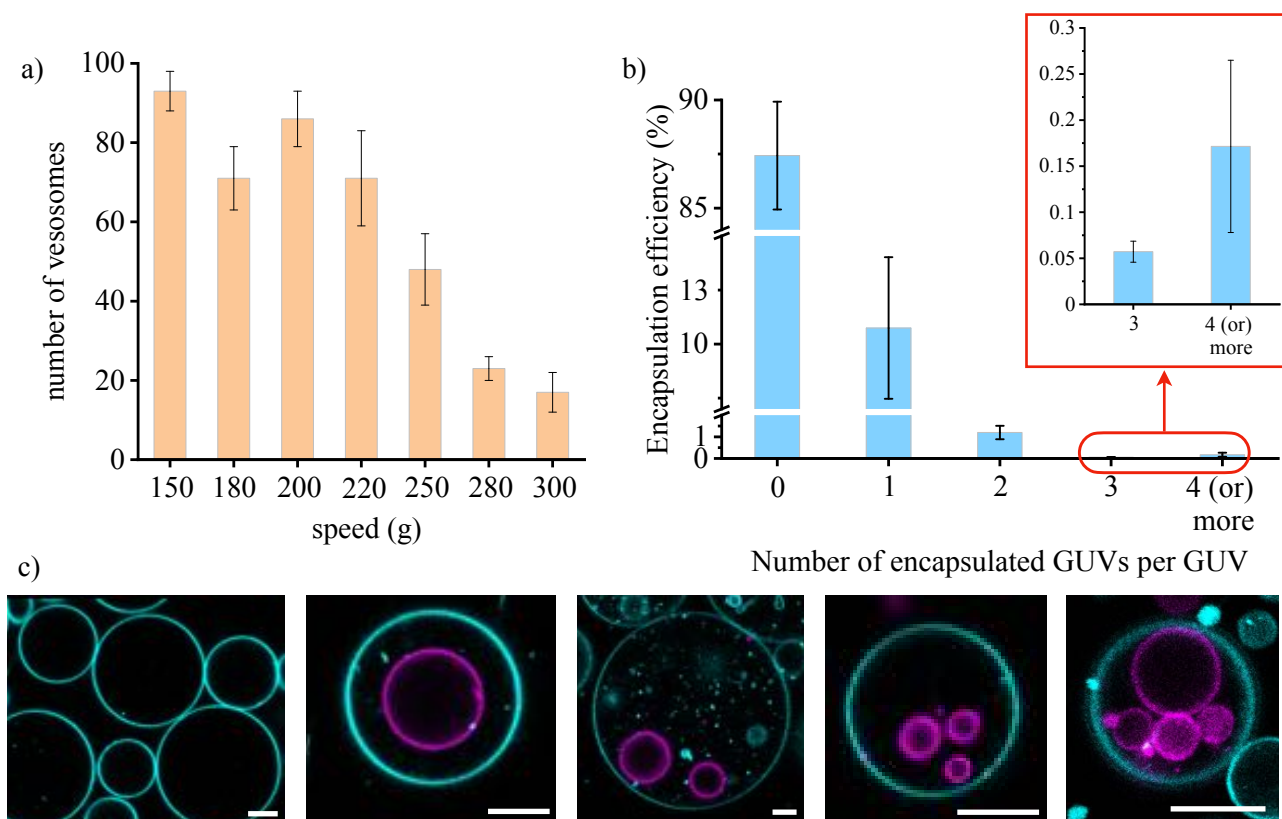 a)
100
80
60
40
20
0
number of vesosomes
150 180 200 220 250 280 300
speed (g)
b)
90
85
13
10
1
0
Encapsulation efficiency (%)
0 1 2 3 4 (or)
more
Number of encapsulated GUVs per GUV
0.3
0.25
0.2
0.15
0.1
0.05
0
3 4 (or)
more
c)